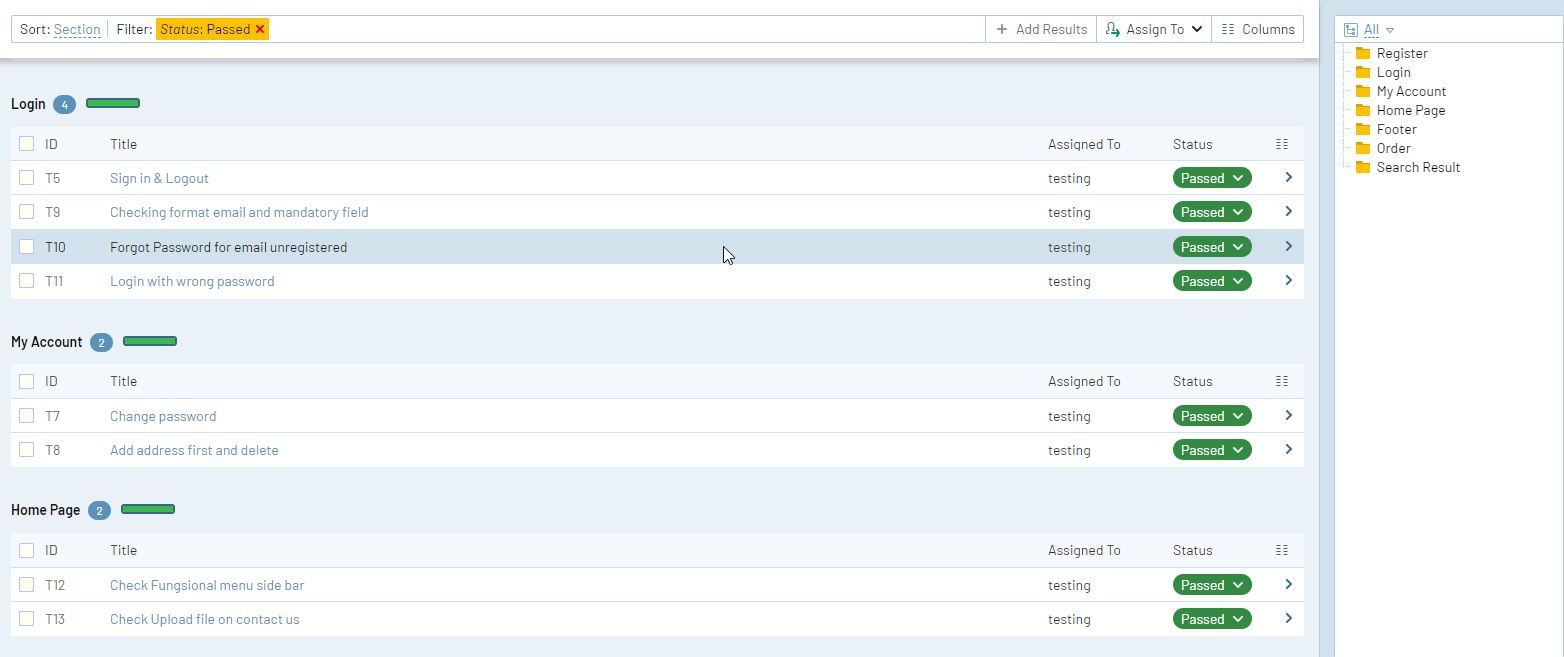 Sort: Section Filter: Status: Passed Add Results Assign To Columns
Login 4
ID Title Assigned To Status
T5 Sign in & Logout testing Passed
T9 Checking format email and mandatory field testing Passed
T10 Forgot Password for email unregistered testing Passed
T11 Login with wrong password testing Passed
My Account 2
ID Title Assigned To Status
T7 Change password testing Passed
T8 Add address first and delete testing Passed
Home Page 2
ID Title Assigned To Status
T12 Check Fungsional menu side bar testing Passed
T13 Check Upload file on contact us testing Passed
All
Register
Login
My Account
Home Page
Footer
Order
Search Result